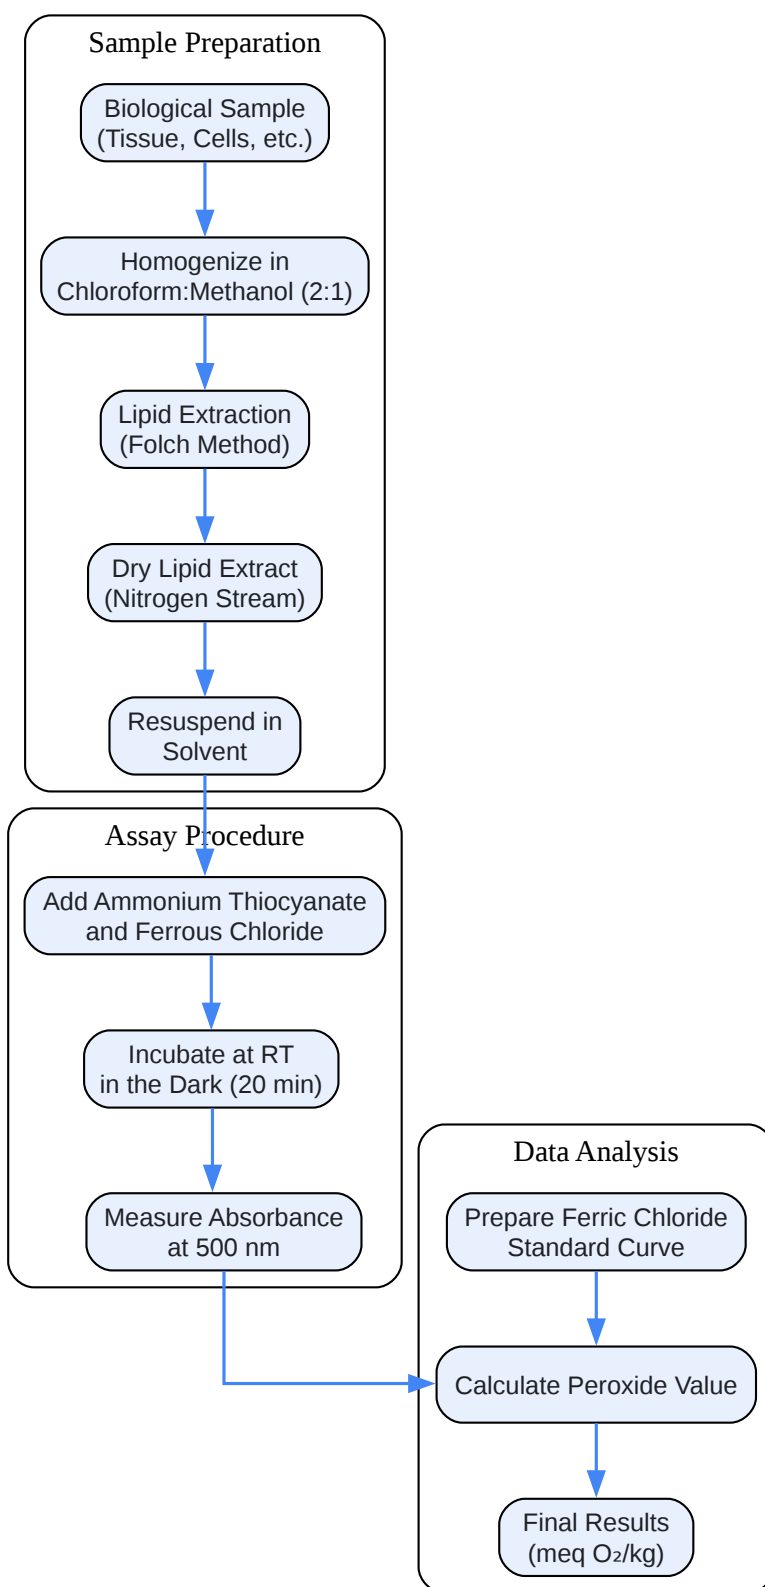 Sample Preparation
Biological Sample
(Tissue, Cells, etc.)
Homogenize in
Chloroform:Methanol (2:1)
Lipid Extraction
(Folch Method)
Dry Lipid Extract
(Nitrogen Stream)
Resuspend in
Solvent
Assay Procedure
Add Ammonium Thiocyanate
and Ferrous Chloride
Incubate at RT
in the Dark (20 min)
Measure Absorbance
at 500 nm
Data Analysis
Prepare Ferric Chloride
Standard Curve
Calculate Peroxide Value
Final Results
(meq O₂/kg)